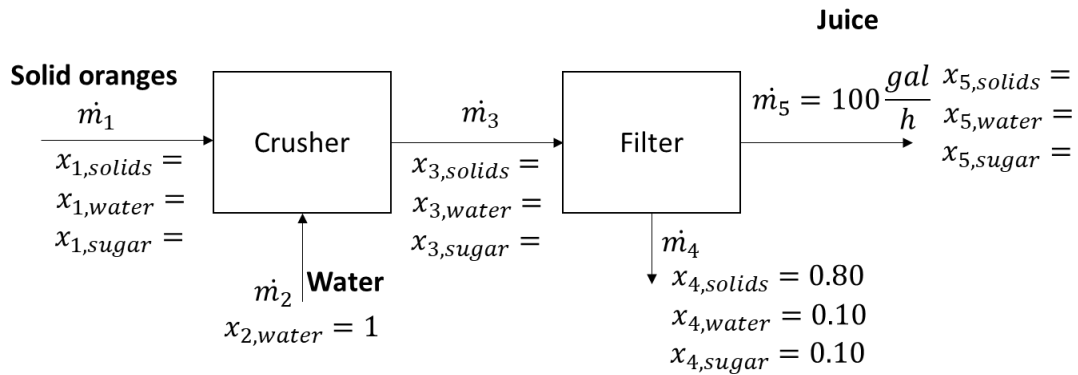 Juice
Solid oranges
ṁ₁
x₁,solids =
x₁,water =
x₁,sugar =
Crusher
Water
ṁ₂
x₂,water = 1
ṁ₃
x₃,solids =
x₃,water =
x₃,sugar =
Filter
ṁ₅ = 100 gal/h
x₅,solids =
x₅,water =
x₅,sugar =
ṁ₄
x₄,solids = 0.80
x₄,water = 0.10
x₄,sugar = 0.10